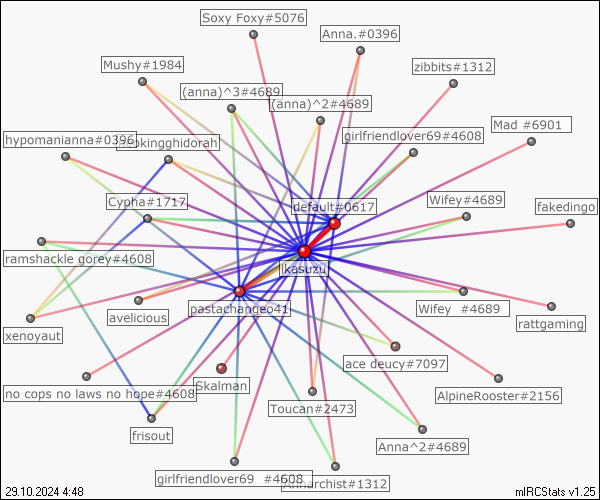 Soxy Foxy#5076
Anna.#0396
Mushy#1984
zibbits#1312
(anna)^3#4689
(anna)^2#4689
Mad #6901
hypomanianna#0396
okingghidorah
girlfriendlover69#4608
Cypha#1717
default#0617
Wifey#4689
fakedingo
ramshackle gorey#4608
ikasuzu
avelicious
pastachangeo41
Wifey #4689
rattgaming
xenoyaut
ace deucy#7097
no cops no laws no hope#4608
Skalman
AlpineRooster#2156
Toucan#2473
frisout
Anna^2#4689
girlfriendlover69 #4608
Annarchist#1312
29.10.2024 4:48
mIRCStats v1.25